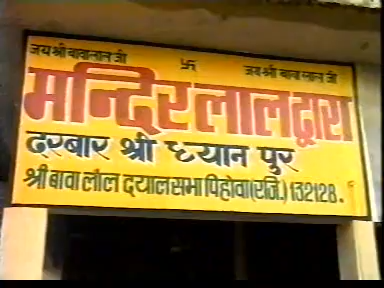 जय श्री बावा लाल जी 卐 जय श्री बावा लाल जी
मन्दिर लाल द्वारा
दरबार श्री ध्यान पुर
श्री बावा लाल दयाल सभा पिहोवा (रजि.) 132128.